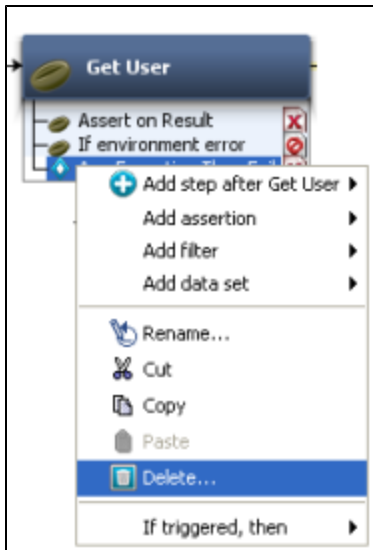 Get User
Assert on Result
If environment error
Add step after Get User
Add assertion
Add filter
Add data set
Rename...
Cut
Copy
Paste
Delete...
If triggered, then